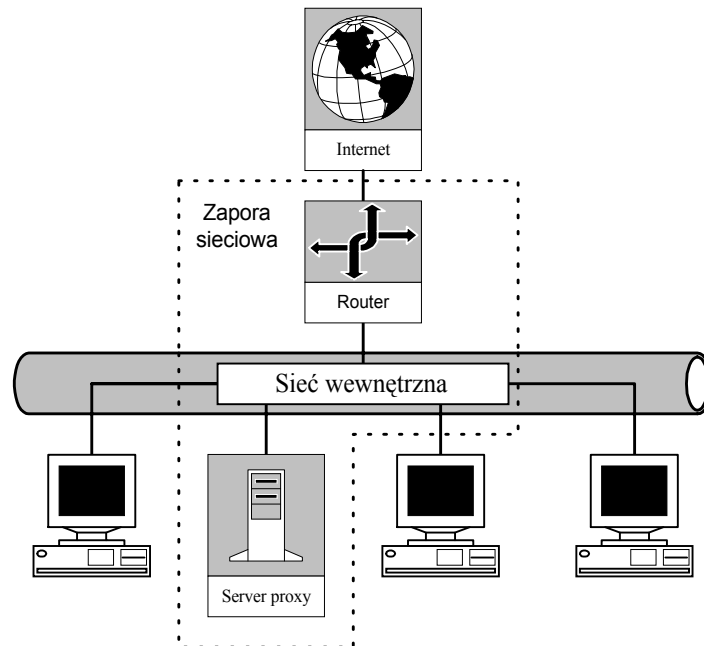 Internet
Zapora
sieciowa
Router
Sieć wewnętrzna
Server proxy